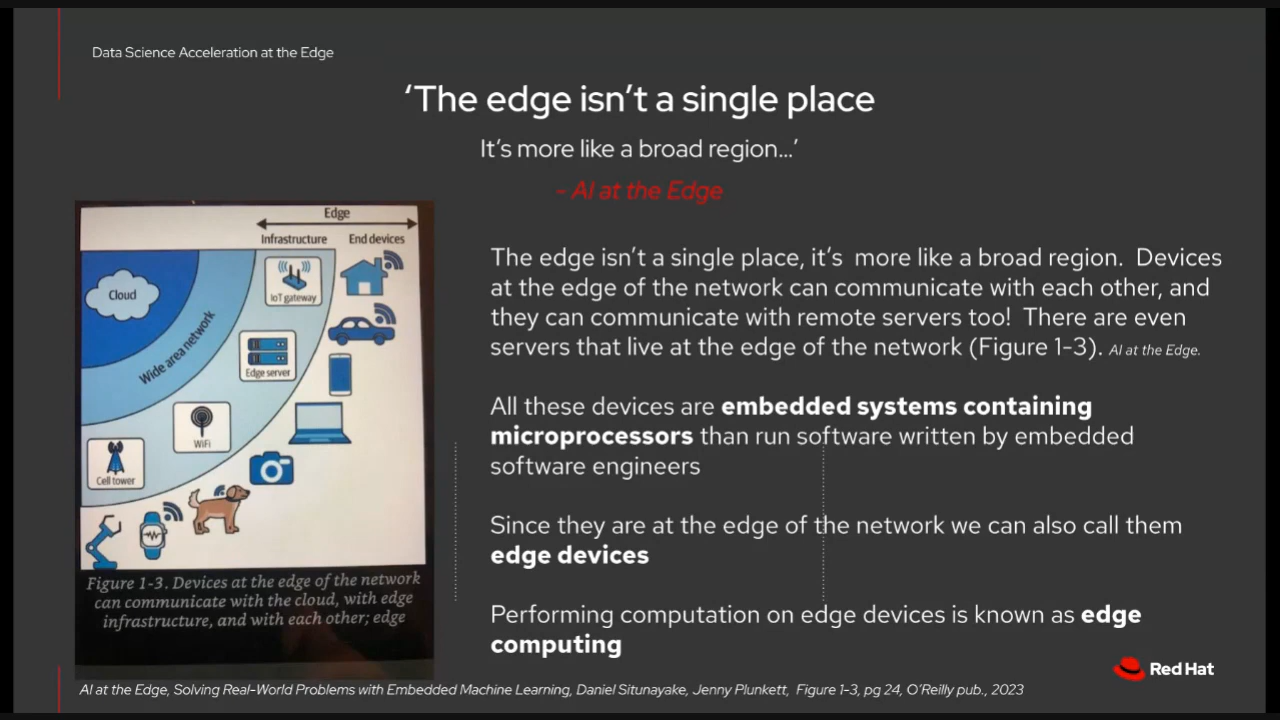 Data Science Acceleration at the Edge
‘The edge isn’t a single place
It’s more like a broad region...’
- AI at the Edge
Edge
Infrastructure End devices
Cloud
IoT gateway
Wide area network
Edge server
WiFi
Cell tower
Figure 1-3. Devices at the edge of the network
can communicate with the cloud, with edge
infrastructure, and with each other; edge
The edge isn’t a single place, it’s more like a broad region. Devices
at the edge of the network can communicate with each other, and
they can communicate with remote servers too! There are even
servers that live at the edge of the network (Figure 1-3). AI at the Edge.
All these devices are embedded systems containing
microprocessors than run software written by embedded
software engineers
Since they are at the edge of the network we can also call them
edge devices
Performing computation on edge devices is known as edge
computing
Red Hat
AI at the Edge, Solving Real-World Problems with Embedded Machine Learning, Daniel Situnayake, Jenny Plunkett, Figure 1-3, pg 24, O’Reilly pub., 2023